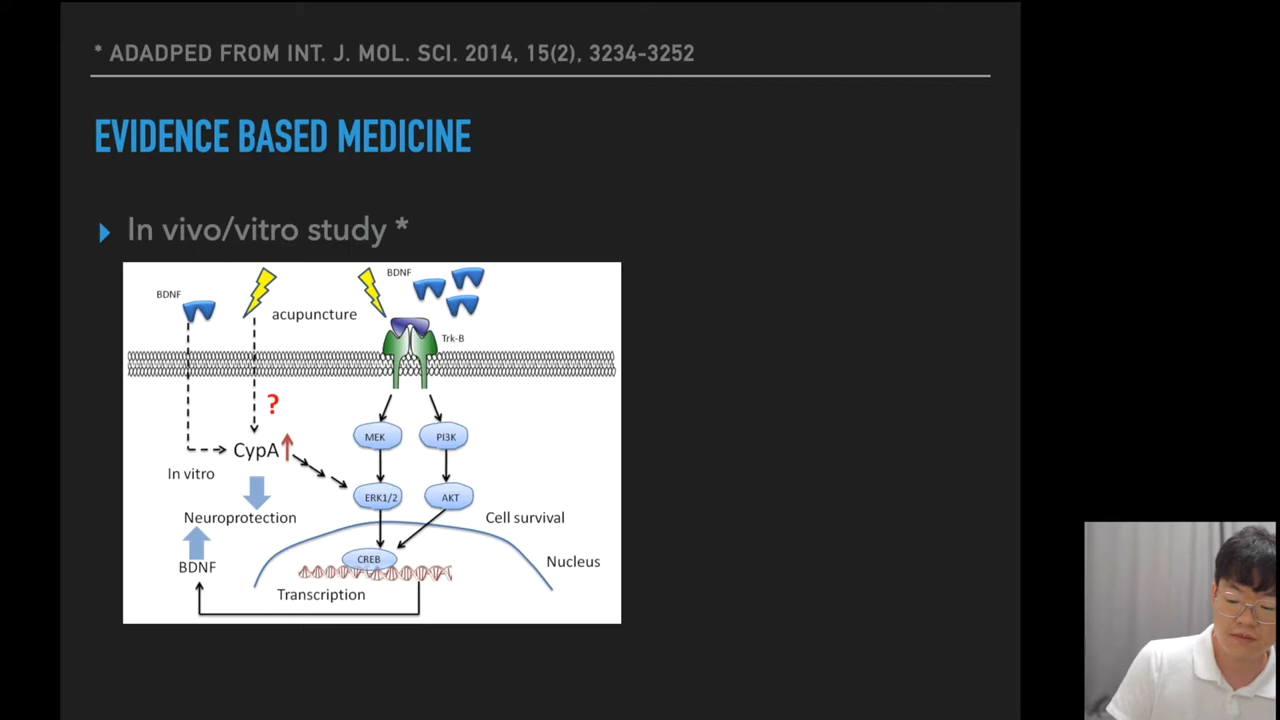 * ADADPED FROM INT. J. MOL. SCI. 2014, 15(2), 3234-3252
EVIDENCE BASED MEDICINE
In vivo/vitro study *
BDNF
BDNF
acupuncture
Trk-B
?
MEK
PI3K
CypA
In vitro
ERK1/2
AKT
Neuroprotection
Cell survival
CREB
Nucleus
BDNF
Transcription